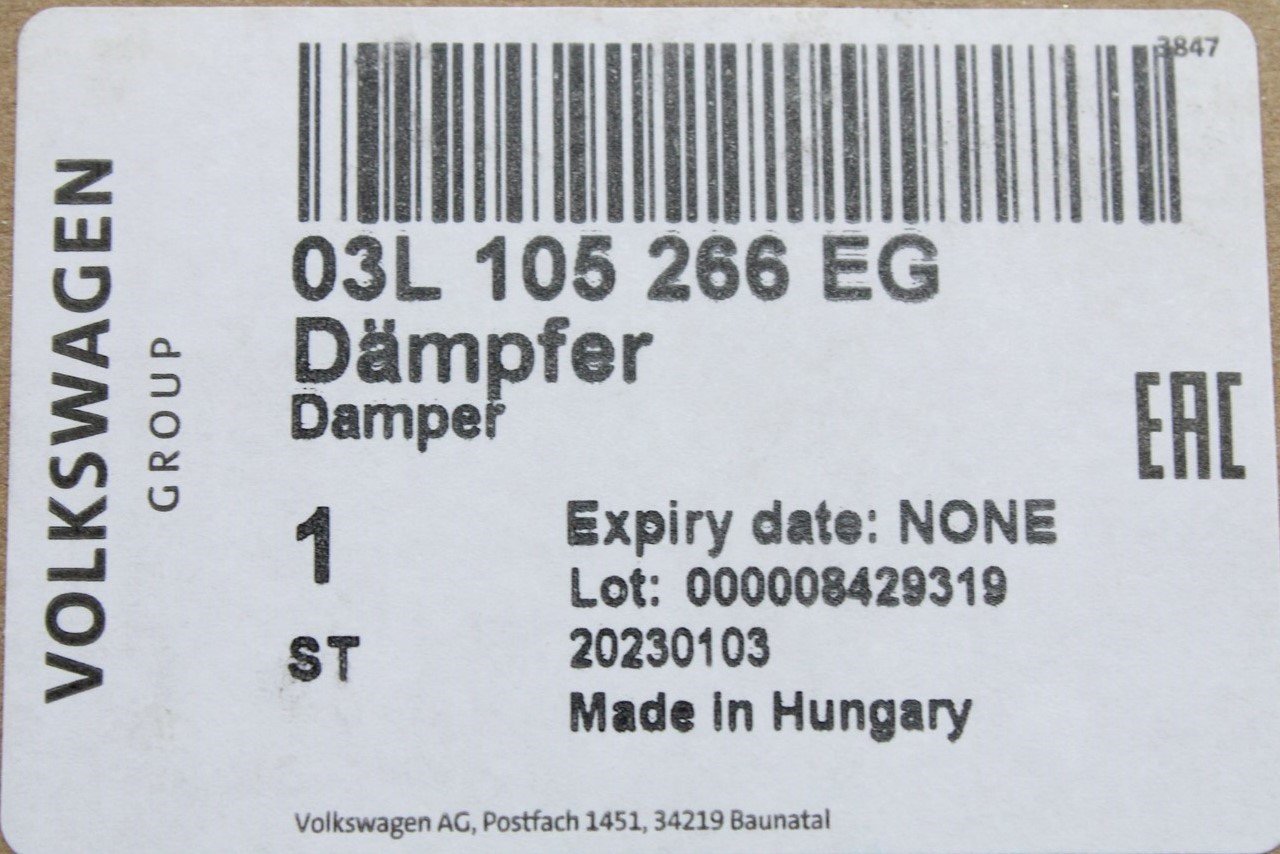 3847
VOLKSWAGEN
GROUP
03L 105 266 EG
Dämpfer
Damper
EAC
1
Expiry date: NONE
Lot: 000008429319
ST
20230103
Made in Hungary
Volkswagen AG, Postfach 1451, 34219 Baunatal